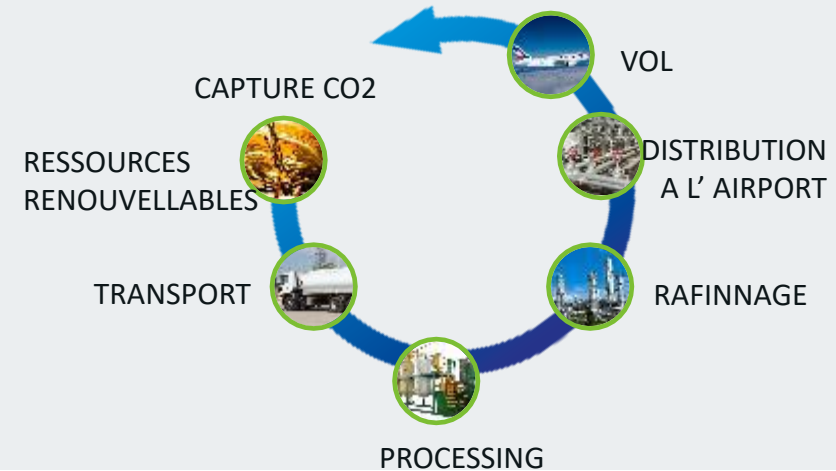 VOL
CAPTURE CO2
DISTRIBUTION
A L’ AIRPORT
RESSOURCES
RENOUVELLABLES
TRANSPORT
RAFINNAGE
PROCESSING